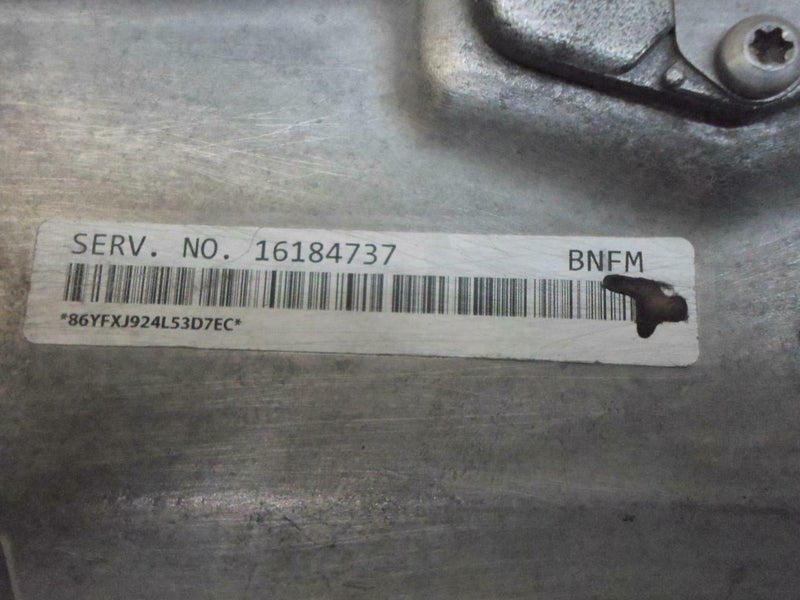 SERV. NO. 16184737 BNFM
*86YFXJ924L53D7EC*